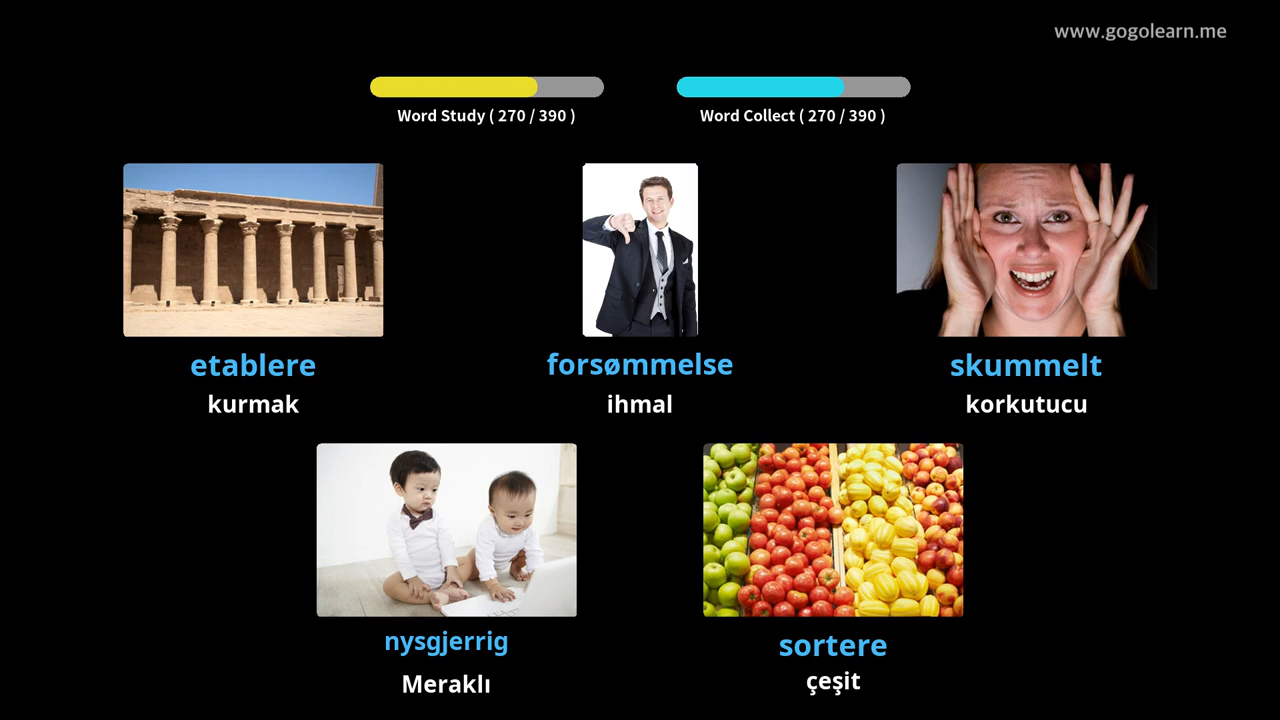 www.gogolearn.me
Word Study ( 270 / 390 )
Word Collect ( 270 / 390 )
etablere
kurmak
forsømmelse
ihmal
skummelt
korkutucu
nysgjerrig
Meraklı
sortere
çeşit